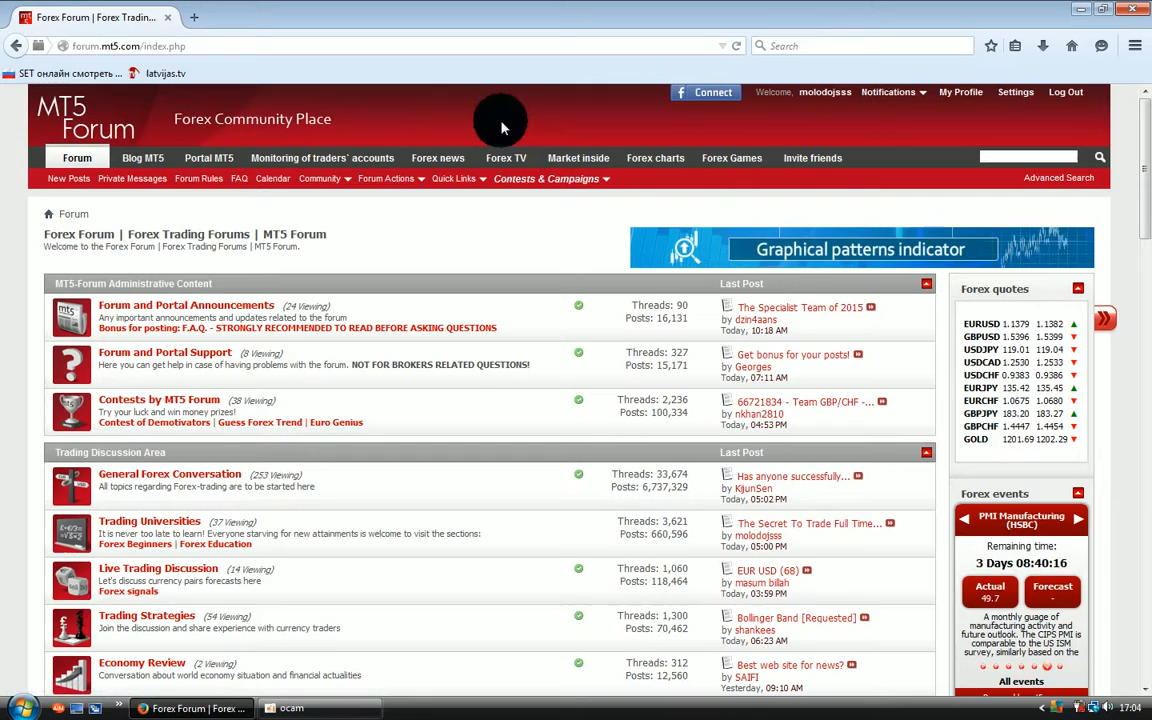 Forex Forum | Forex Tradin...
forum.mt5.com/index.php
Search
SET онлайн смотреть ...
latvijas.tv
MT5 Forum
Forex Community Place
f Connect
Welcome, molodojsss Notifications My Profile Settings Log Out
Forum Blog MT5 Portal MT5 Monitoring of traders` accounts Forex news Forex TV Market inside Forex charts Forex Games Invite friends
New Posts Private Messages Forum Rules FAQ Calendar Community Forum Actions Quick Links Contests & Campaigns Advanced Search
Forum
Forex Forum | Forex Trading Forums | MT5 Forum
Welcome to the Forex Forum | Forex Trading Forums | MT5 Forum.
Graphical patterns indicator
MT5-Forum Administrative Content Last Post
Forum and Portal Announcements (24 Viewing)
Any important announcements and updates related to the forum
Bonus for posting: F.A.Q. - STRONGLY RECOMMENDED TO READ BEFORE ASKING QUESTIONS
Threads: 90
Posts: 16,131
The Specialist Team of 2015
by dzin4aans
Today, 10:18 AM
Forum and Portal Support (8 Viewing)
Here you can get help in case of having problems with the forum. NOT FOR BROKERS RELATED QUESTIONS!
Threads: 327
Posts: 15,171
Get bonus for your posts!
by Georges
Today, 07:11 AM
Contests by MT5 Forum (38 Viewing)
Try your luck and win money prizes!
Contest of Demotivators | Guess Forex Trend | Euro Genius
Threads: 2,236
Posts: 100,334
66721834 - Team GBP/CHF -...
by nkhan2810
Today, 04:53 PM
Trading Discussion Area Last Post
General Forex Conversation (253 Viewing)
All topics regarding Forex-trading are to be started here
Threads: 33,674
Posts: 6,737,329
Has anyone successfully...
by KijunSen
Today, 05:02 PM
Trading Universities (37 Viewing)
It is never too late to learn! Everyone starving for new attainments is welcome to visit the sections:
Forex Beginners | Forex Education
Threads: 3,621
Posts: 660,596
The Secret To Trade Full Time...
by molodojsss
Today, 05:00 PM
Live Trading Discussion (14 Viewing)
Let's discuss currency pairs forecasts here
Forex signals
Threads: 1,060
Posts: 118,464
EUR USD (68)
by masum billah
Today, 03:59 PM
Trading Strategies (54 Viewing)
Join the discussion and share experience with currency traders
Threads: 1,300
Posts: 70,462
Bollinger Band [Requested]
by shankees
Today, 06:23 AM
Economy Review (2 Viewing)
Conversation about world economy situation and financial actualities
Threads: 312
Posts: 12,560
Best web site for news?
by SAIFI
Yesterday, 09:10 AM
Forex quotes
EURUSD 1.1379 1.1382
GBPUSD 1.5396 1.5399
USDJPY 119.01 119.04
USDCAD 1.2530 1.2533
USDCHF 0.9383 0.9386
EURJPY 135.42 135.45
EURCHF 1.0675 1.0680
GBPJPY 183.20 183.27
GBPCHF 1.4447 1.4454
GOLD 1201.69 1202.29
Forex events
PMI Manufacturing
(HSBC)
Remaining time:
3 Days 08:40:16
Actual Forecast
49.7 -
A monthly guage of
manufacturing activity and
future outlook. The CIPS PMI is
comparable to the US ISM
survey, similarly based on the
All events
Forex Forum | Forex ...
ocam
17:04